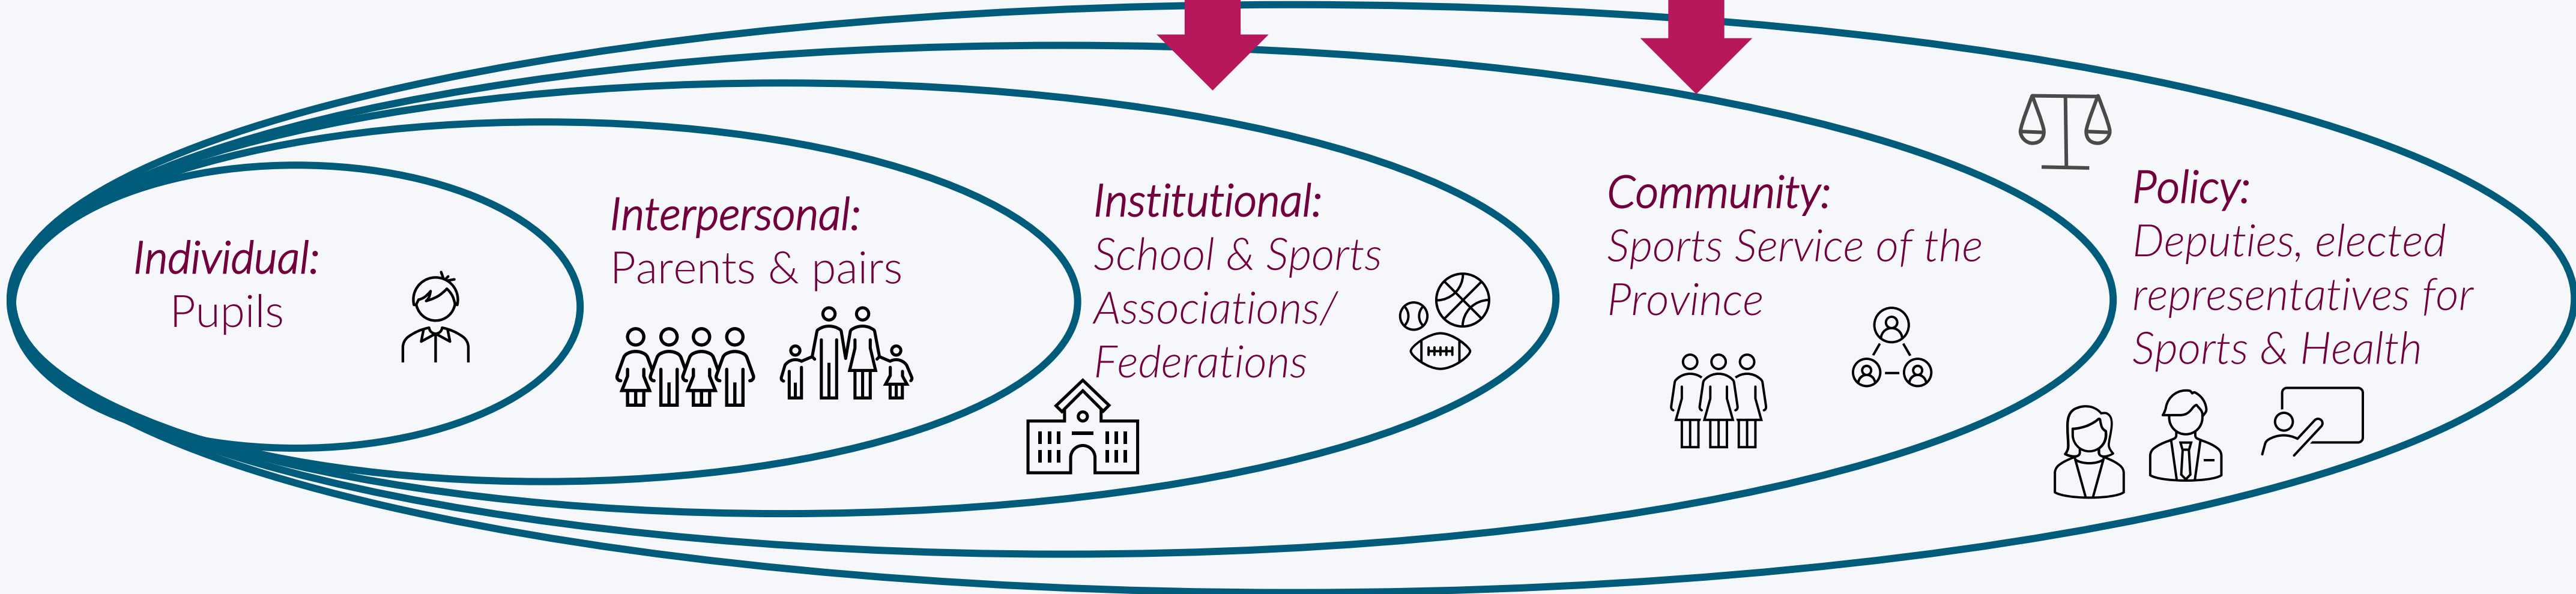 Individual:
Pupils
Interpersonal:
Parents & pairs
Institutional:
School & Sports
Associations/
Federations
Community:
Sports Service of the
Province
Policy:
Deputies, elected
representatives for
Sports & Health